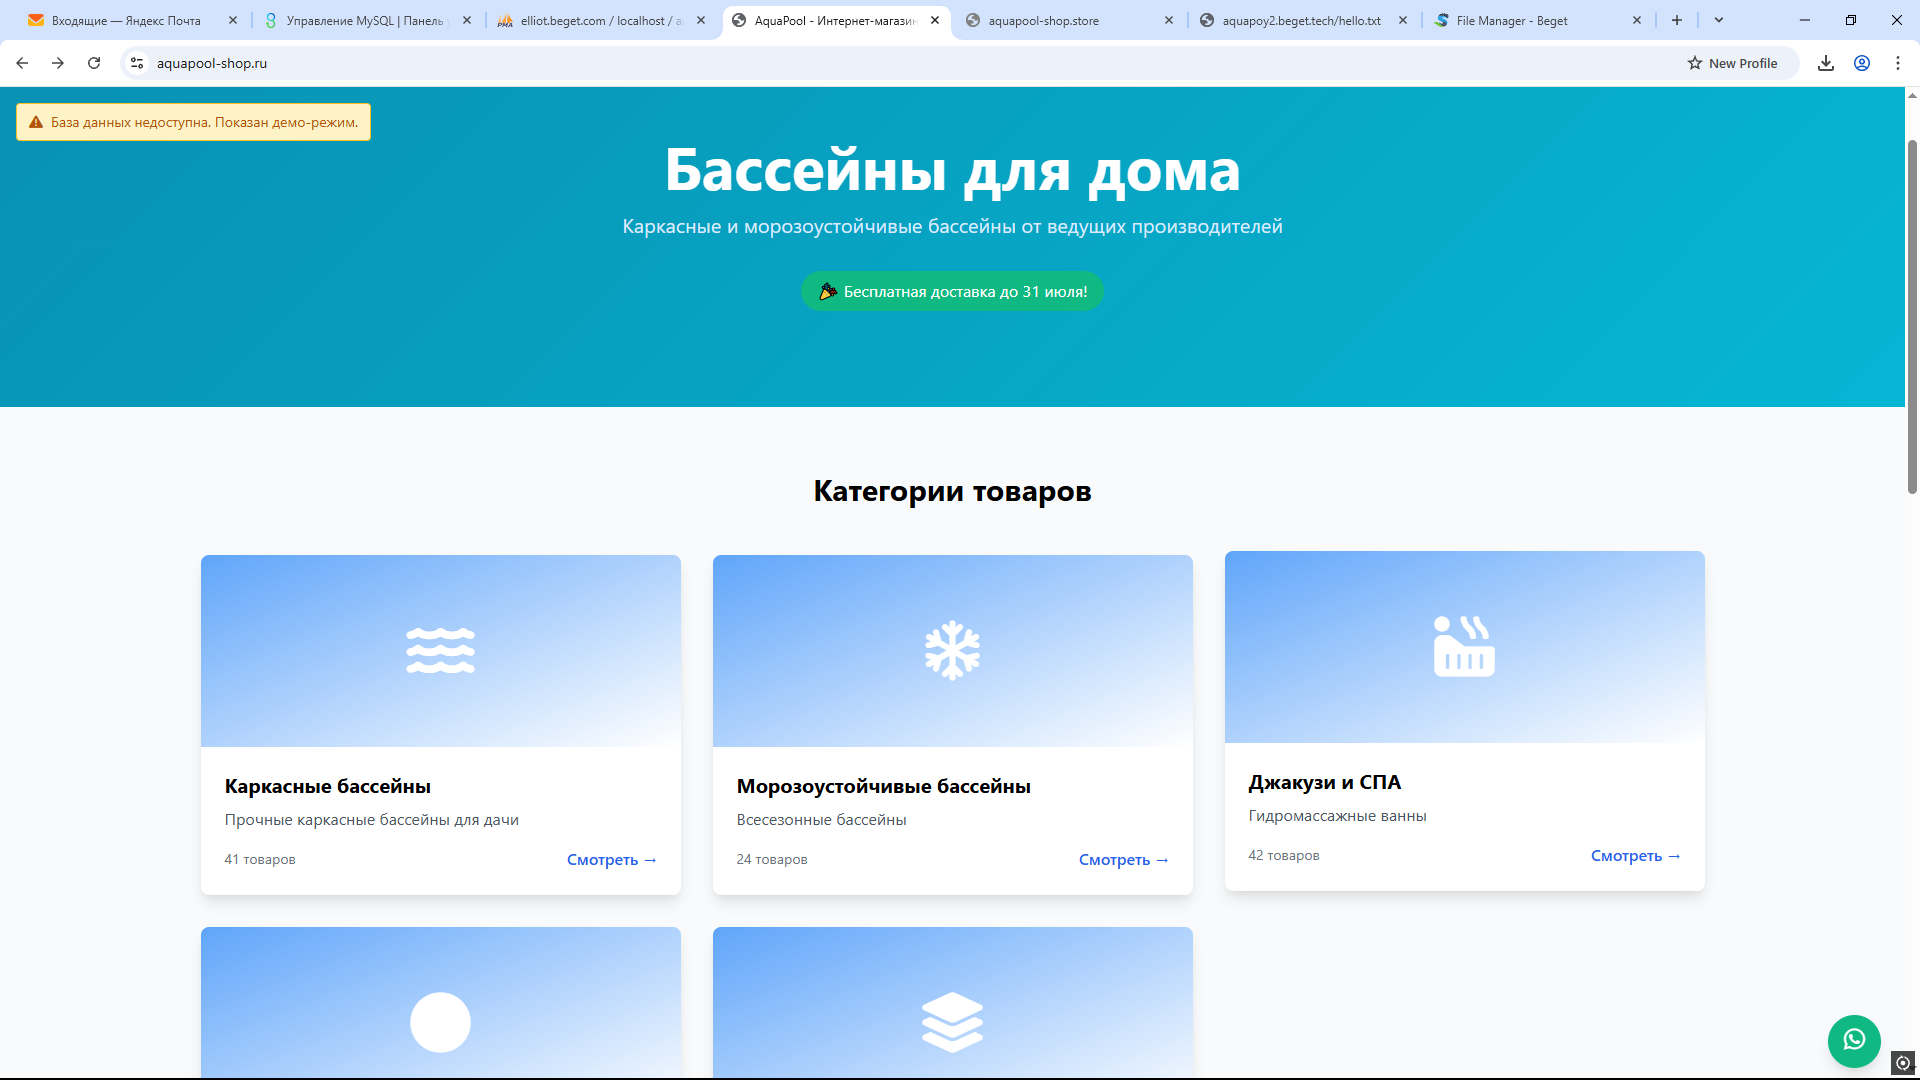 Входящие — Яндекс Почта
Управление MySQL | Панель
elliot.beget.com / localhost /
AquaPool - Интернет-магазин
aquapool-shop.store
aquapoy2.beget.tech/hello.txt
File Manager - Beget
aquapool-shop.ru
New Profile
База данных недоступна. Показан демо-режим.
Бассейны для дома
Каркасные и морозоустойчивые бассейны от ведущих производителей
Бесплатная доставка до 31 июля!
Категории товаров
Каркасные бассейны
Прочные каркасные бассейны для дачи
41 товаров
Смотреть →
Морозоустойчивые бассейны
Всесезонные бассейны
24 товаров
Смотреть →
Джакузи и СПА
Гидромассажные ванны
42 товаров
Смотреть →